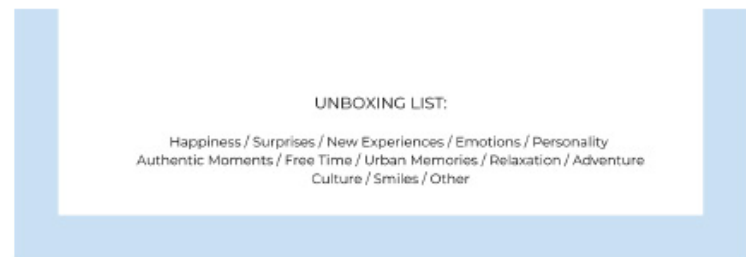 UNBOXING LIST:
Happiness / Surprises / New Experiences / Emotions / Personality
Authentic Moments / Free Time / Urban Memories / Relaxation / Adventure
Culture / Smiles / Other